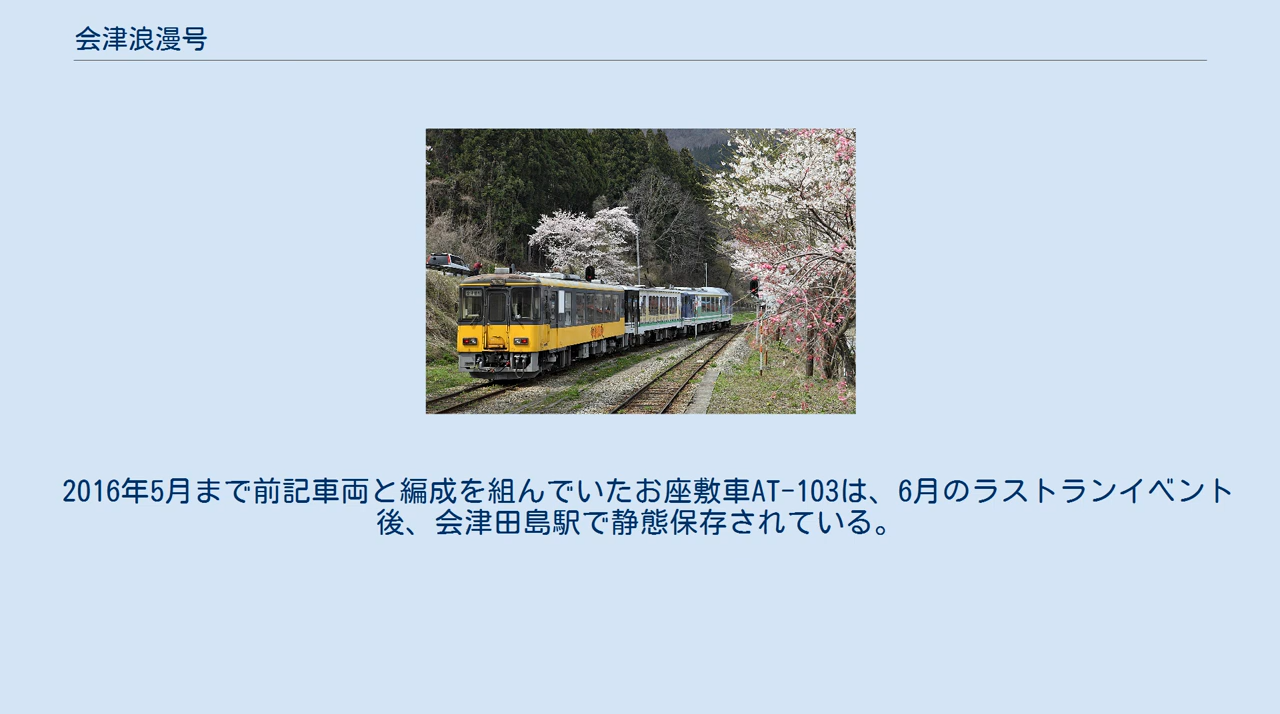 会津浪漫号
2016年5月まで前記車両と編成を組んでいたお座敷車AT-103は、6月のラストランイベント
後、会津田島駅で静態保存されている。